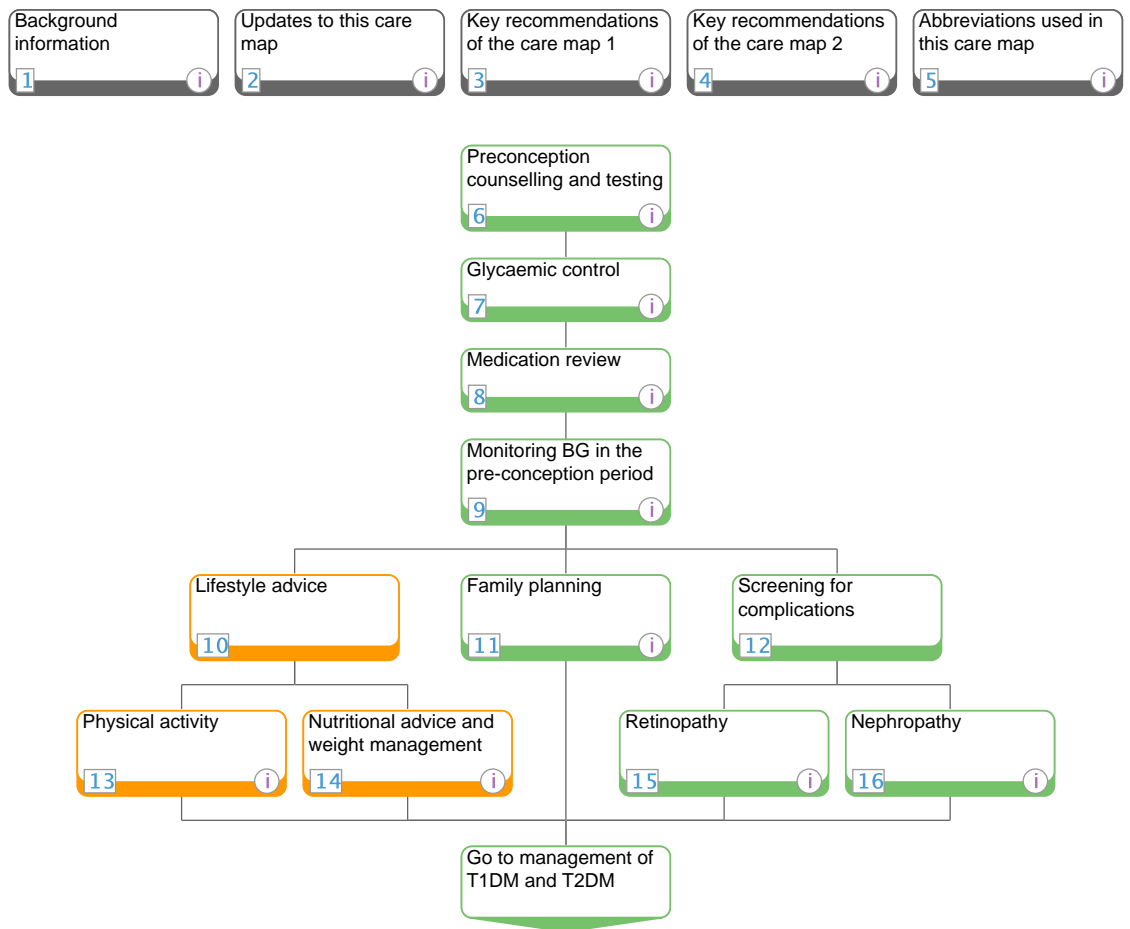 Background
information
1
i
Updates to this care
map
2
i
Key recommendations
of the care map 1
3
i
Key recommendations
of the care map 2
4
i
Abbreviations used in
this care map
5
i
Preconception
counselling and testing
6
i
Glycaemic control
7
i
Medication review
8
i
Monitoring BG in the
pre-conception period
9
i
Lifestyle advice
10
Family planning
11
i
Screening for
complications
12
Physical activity
13
i
Nutritional advice and
weight management
14
i
Retinopathy
15
i
Nephropathy
16
i
Go to management of
T1DM and T2DM